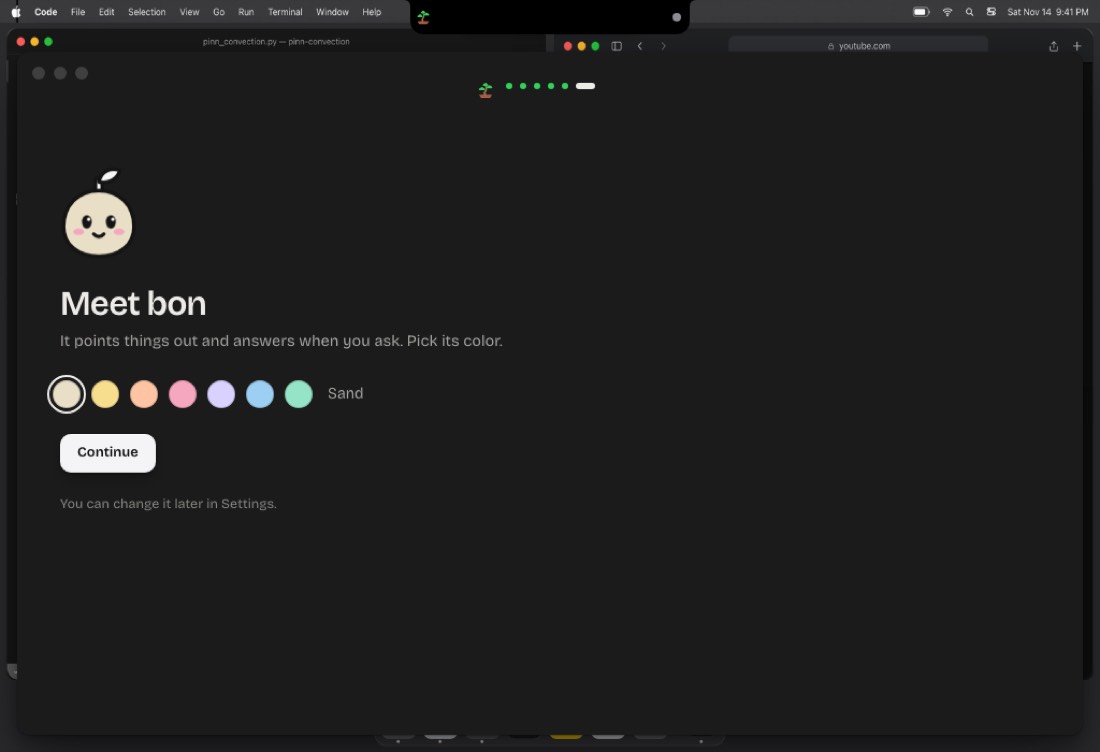 Code File Edit Selection View Go Run Terminal Window Help
Sat Nov 14 9:41 PM
pinn_convection.py — pinn-convection
youtube.com
Meet bon
It points things out and answers when you ask. Pick its color.
Sand
Continue
You can change it later in Settings.